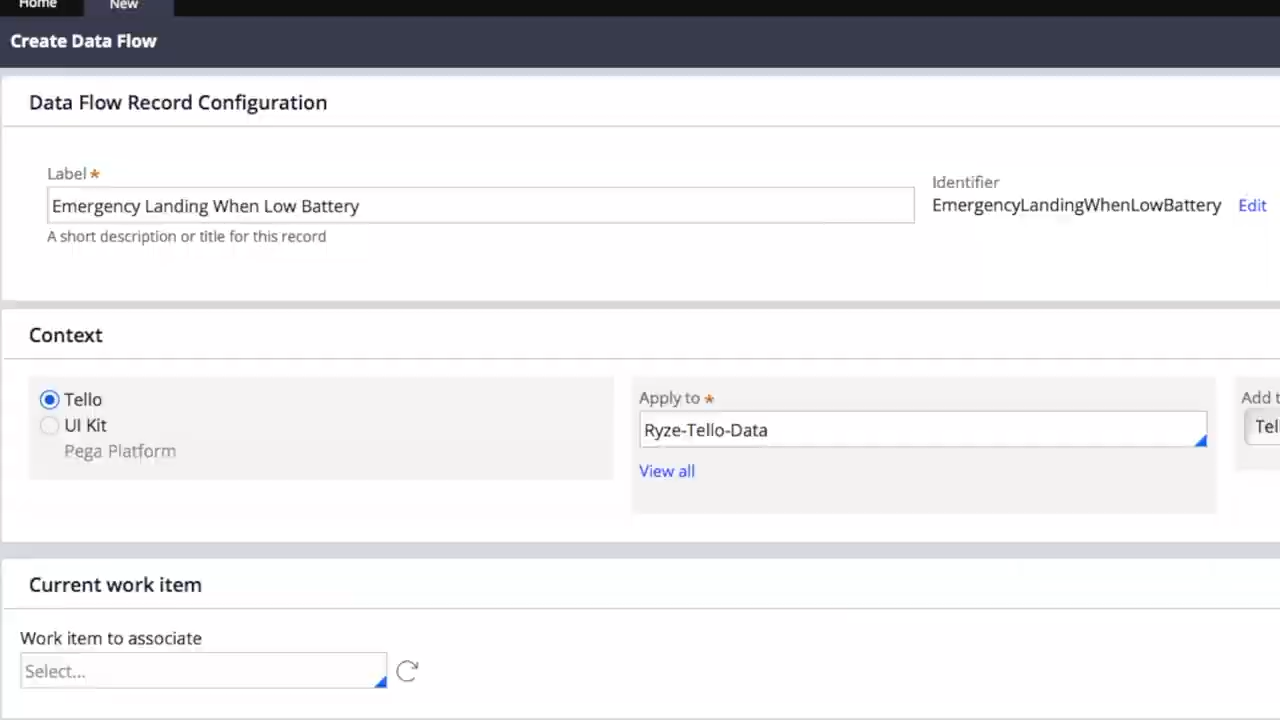 Home
New
Create Data Flow
Data Flow Record Configuration
Label *
Identifier
Emergency Landing When Low Battery
EmergencyLandingWhenLowBattery Edit
A short description or title for this record
Context
Tello
UI Kit
Pega Platform
Apply to *
Ryze-Tello-Data
View all
Add t
Tell
Current work item
Work item to associate
Select...